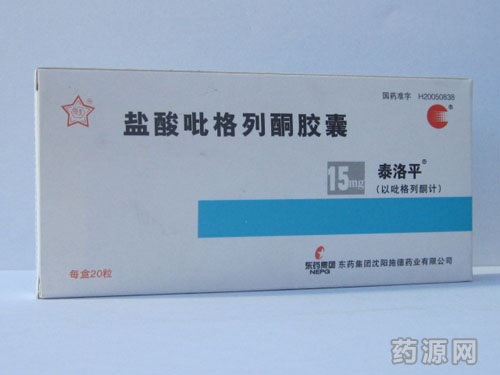 国药准字 H20050838
盐酸吡格列酮胶囊
15mg 泰洛平®
(以吡格列酮计)
东药集团 NEPG 东药集团沈阳施德药业有限公司
每盒20粒
药源网